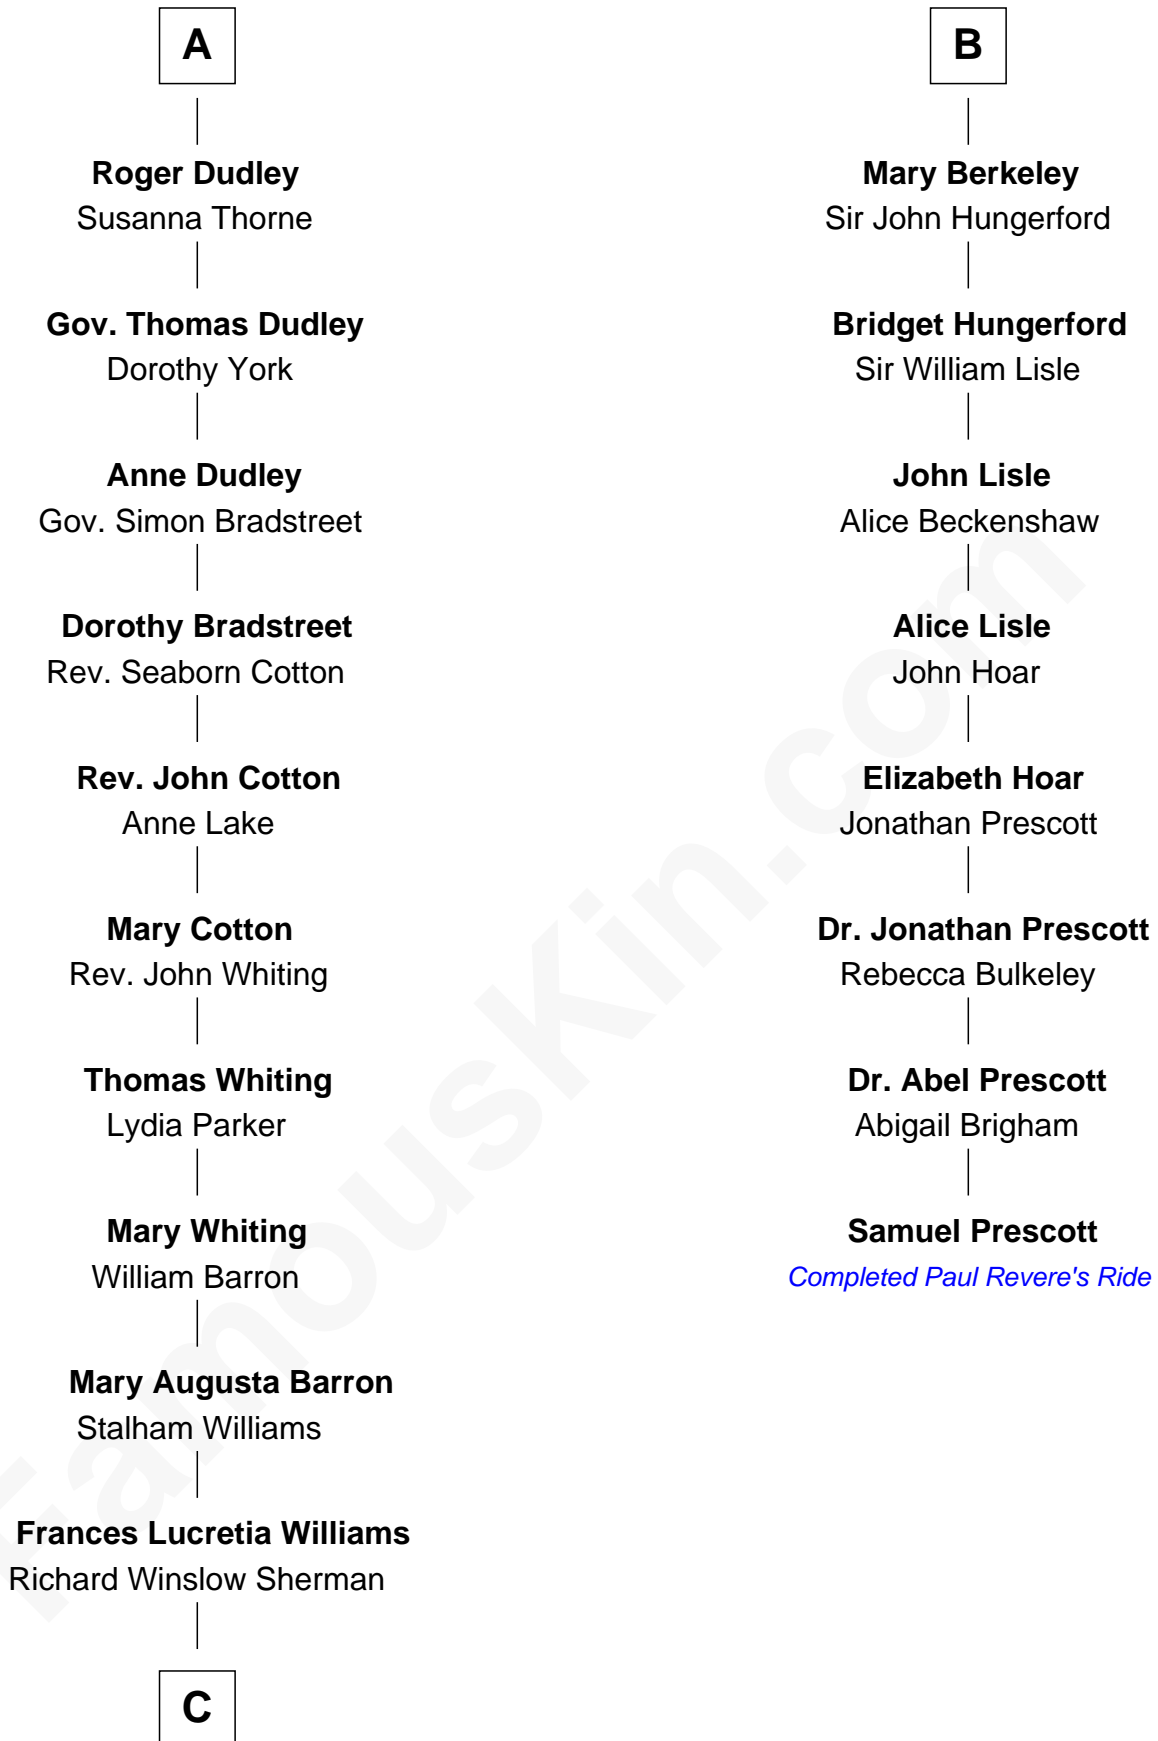 A
Roger Dudley
Susanna Thorne
Gov. Thomas Dudley
Dorothy York
Anne Dudley
Gov. Simon Bradstreet
Dorothy Bradstreet
Rev. Seaborn Cotton
Rev. John Cotton
Anne Lake
Mary Cotton
Rev. John Whiting
Thomas Whiting
Lydia Parker
Mary Whiting
William Barron
Mary Augusta Barron
Stalham Williams
Frances Lucretia Williams
Richard Winslow Sherman
C
B
Mary Berkeley
Sir John Hungerford
Bridget Hungerford
Sir William Lisle
John Lisle
Alice Beckenshaw
Alice Lisle
John Hoar
Elizabeth Hoar
Jonathan Prescott
Dr. Jonathan Prescott
Rebecca Bulkeley
Dr. Abel Prescott
Abigail Brigham
Samuel Prescott
Completed Paul Revere's Ride
FamousKin.com